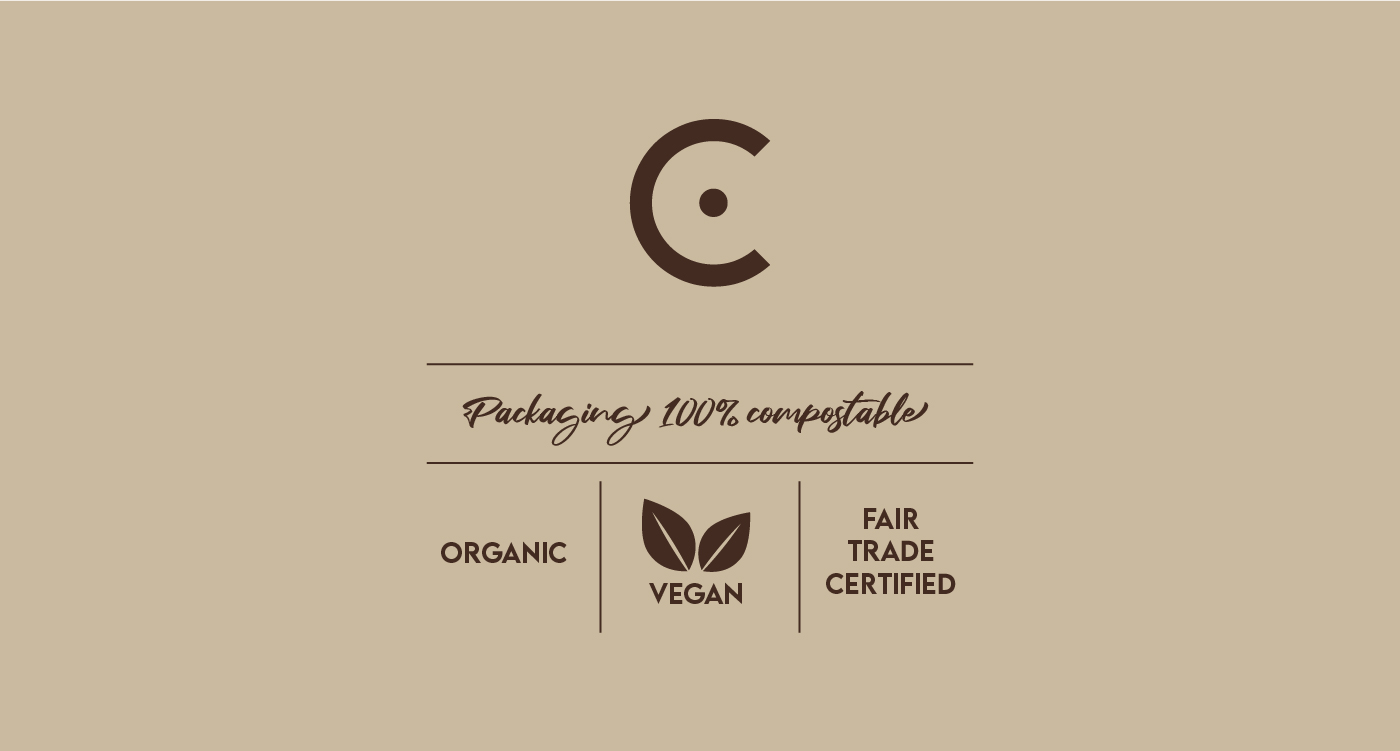 C
Packaging 100% compostable
ORGANIC
VEGAN
FAIR
TRADE
CERTIFIED